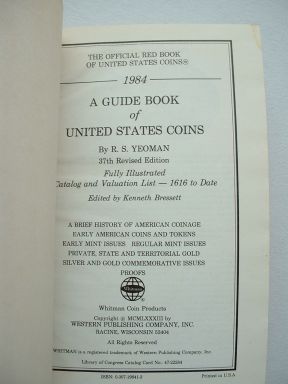 THE OFFICIAL RED BOOK
OF UNITED STATES COINS®
1984
A GUIDE BOOK
of
UNITED STATES COINS
By R. S. YEOMAN
37th Revised Edition
Fully Illustrated
Catalog and Valuation List — 1616 to Date
Edited by Kenneth Bressett
A BRIEF HISTORY OF AMERICAN COINAGE
EARLY AMERICAN COINS AND TOKENS
EARLY MINT ISSUES REGULAR MINT ISSUES
PRIVATE, STATE AND TERRITORIAL GOLD
SILVER AND GOLD COMMEMORATIVE ISSUES
PROOFS
Whitman
Whitman Coin Products
Copyright © MCMLXXXIII by
WESTERN PUBLISHING COMPANY, INC.
RACINE, WISCONSIN 53404
All Rights Reserved
WHITMAN is a registered trademark of Western Publishing Company, Inc.
Library of Congress Catalog Card No.: 47-22284
ISBN: 0-307-
Printed in U.S.A.